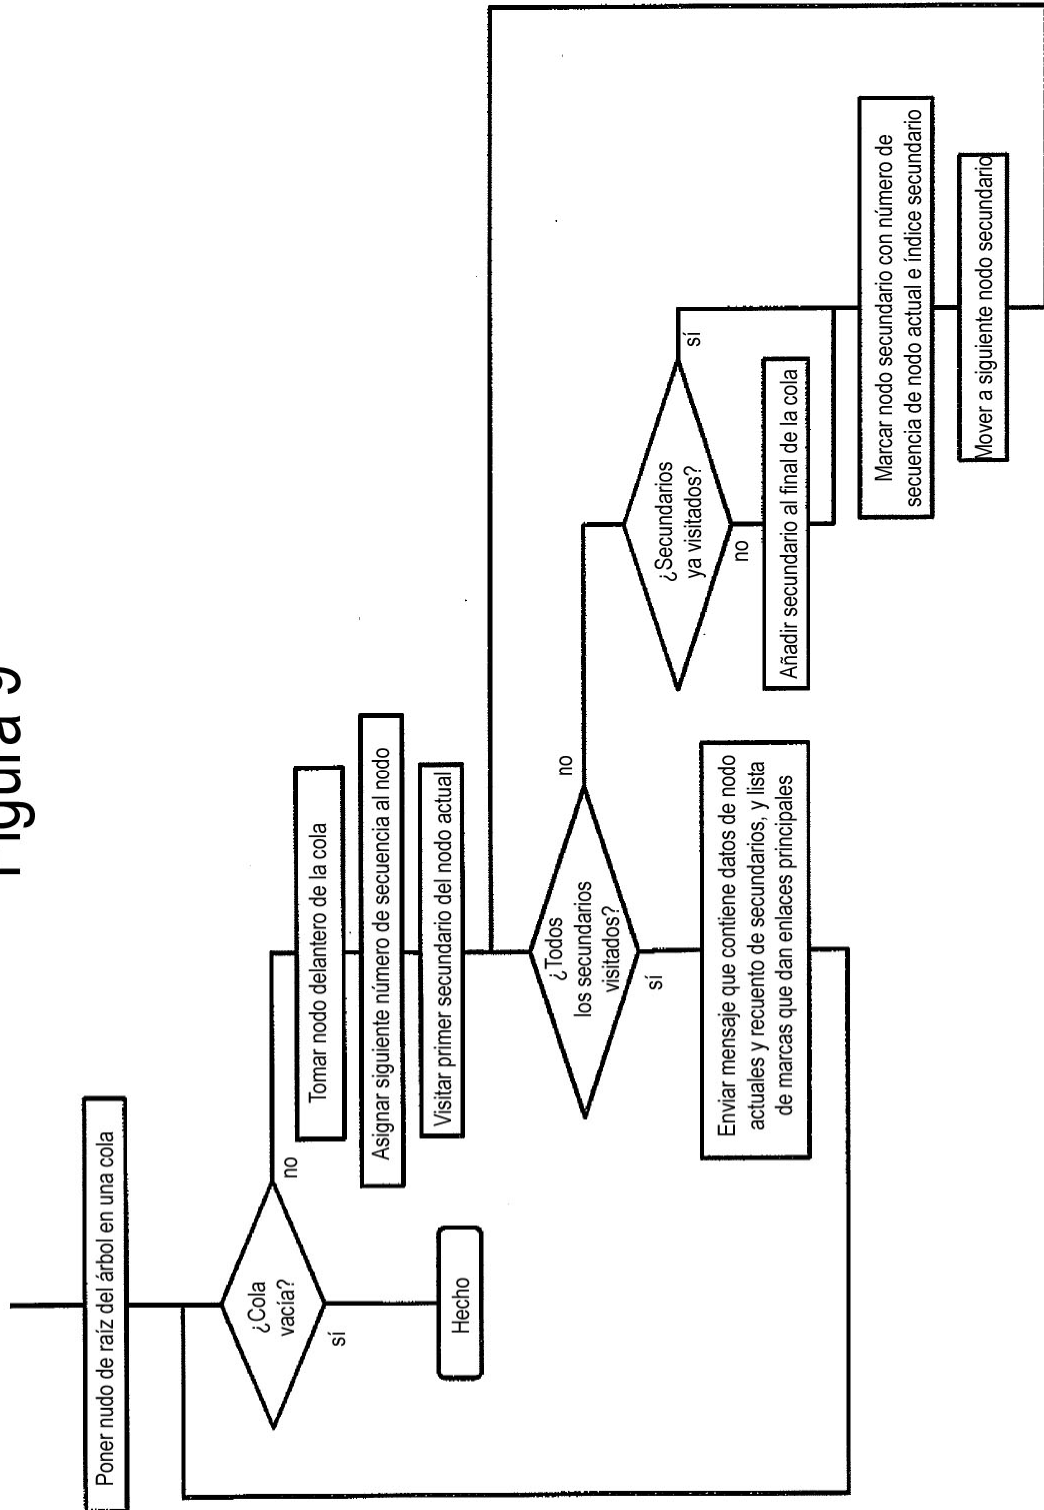 Figura 9
Poner nudo de raíz del árbol en una cola
¿Cola
vacía?
no
sí
Hecho
Tomar nodo delantero de la cola
Asignar siguiente número de secuencia al nodo
Visitar primer secundario del nodo actual
¿Todos
los secundarios
visitados?
no
sí
Enviar mensaje que contiene datos de nodo
actuales y recuento de secundarios, y lista
de marcas que dan enlaces principales
¿Secundarios
ya visitados?
sí
no
Añadir secundario al final de la cola
Marcar nodo secundario con número de
secuencia de nodo actual e índice secundario
Mover a siguiente nodo secundario